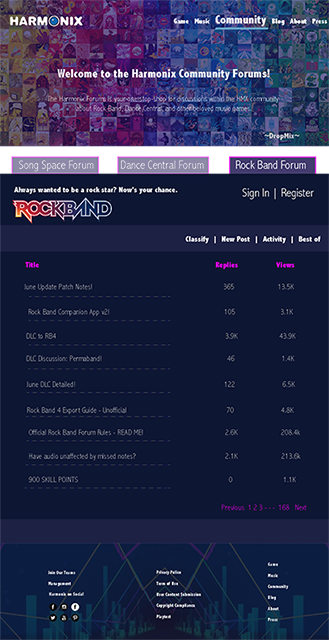 HARMONIX
Game Music Community Blog About Press
Welcome to the Harmonix Community Forums!
The Harmonix Forums is your one-stop-shop for discussions within the HMX community
about Rock Band, Dance Central, and other beloved music games.
~DropMix~
Song Space Forum Dance Central Forum Rock Band Forum
Always wanted to be a rock star? Now's your chance.
Sign In | Register
ROCKBAND
Classify | New Post | Activity | Best of
Title Replies Views
June Update Patch Notes! 365 13.5K
Rock Band Companion App v2! 105 3.1K
DLC to RB4 3.9K 43.9K
DLC Discussion: Permaband! 46 1.4K
June DLC Detailed! 122 6.5K
Rock Band 4 Export Guide - Unofficial 70 4.8K
Official Rock Band Forum Rules - READ ME! 2.6K 208.4k
Have audio unaffected by missed notes? 2.1K 213.6k
900 SKILL POINTS 0 1.1K
Previous 1 2 3 - - - 168 Next
Join Our Teams
Management
Harmonix on Social
Privacy Policy
Term of Use
User Content Submission
Copyright Compliance
Playtest
Game
Music
Community
Blog
About
Press